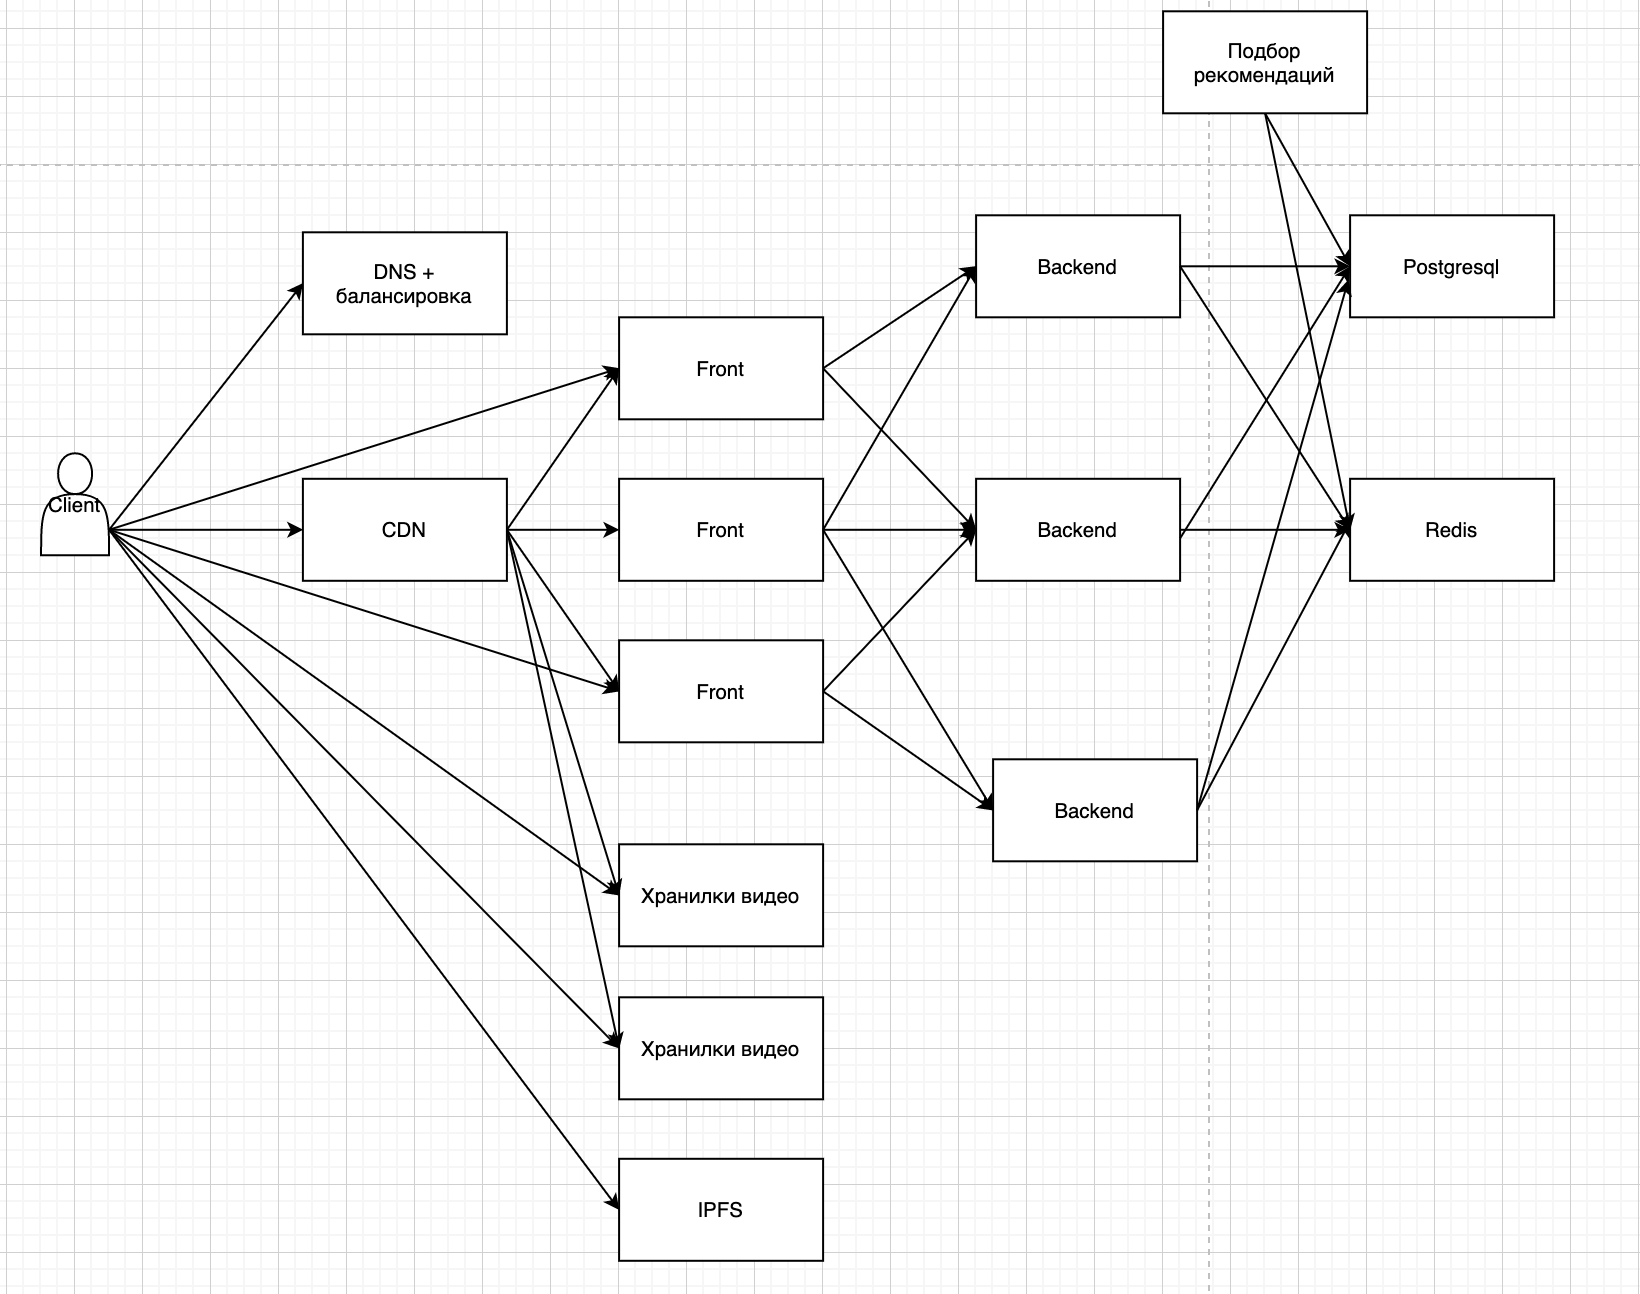 Подбор
рекомендаций
DNS +
балансировка
Backend
Postgresql
Front
Client
CDN
Front
Backend
Redis
Front
Backend
Хранилки видео
Хранилки видео
IPFS